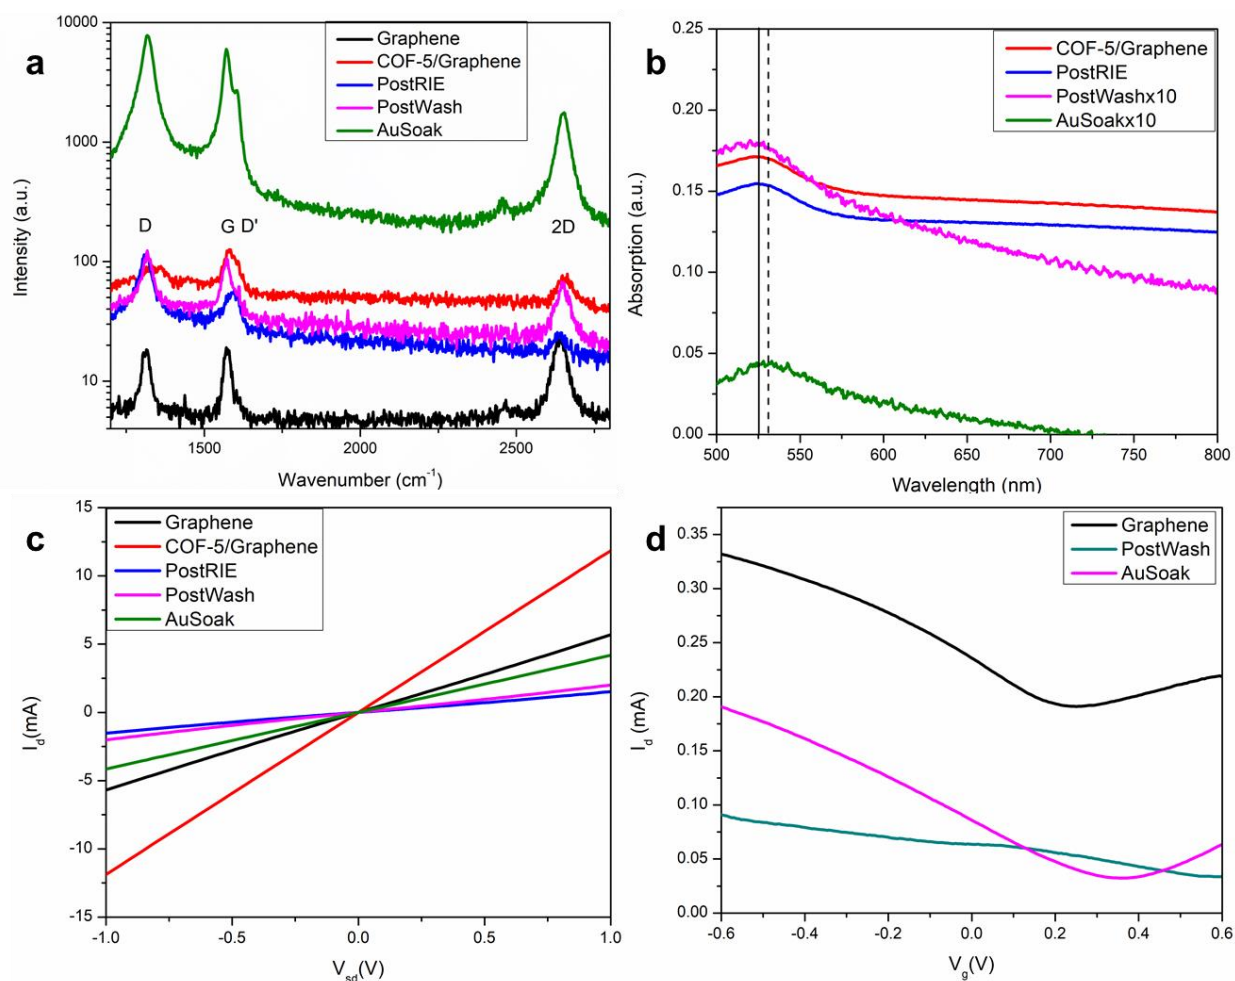 a
Graphene
COF-5/Graphene
PostRIE
PostWash
AuSoak
10000
1000
100
10
D
G D'
2D
Intensity (a.u.)
1500
2000
2500
Wavenumber (cm⁻¹)
b
COF-5/Graphene
PostRIE
PostWashx10
AuSoakx10
0.25
0.20
0.15
0.10
0.05
0.00
Absorption (a.u.)
500
550
600
650
700
750
800
Wavelength (nm)
c
Graphene
COF-5/Graphene
PostRIE
PostWash
AuSoak
15
10
5
0
-5
-10
-15
I_d(mA)
-1.0
-0.5
0.0
0.5
1.0
V_sd(V)
d
Graphene
PostWash
AuSoak
0.35
0.30
0.25
0.20
0.15
0.10
0.05
0.00
I_d (mA)
-0.6
-0.4
-0.2
0.0
0.2
0.4
0.6
V_g(V)